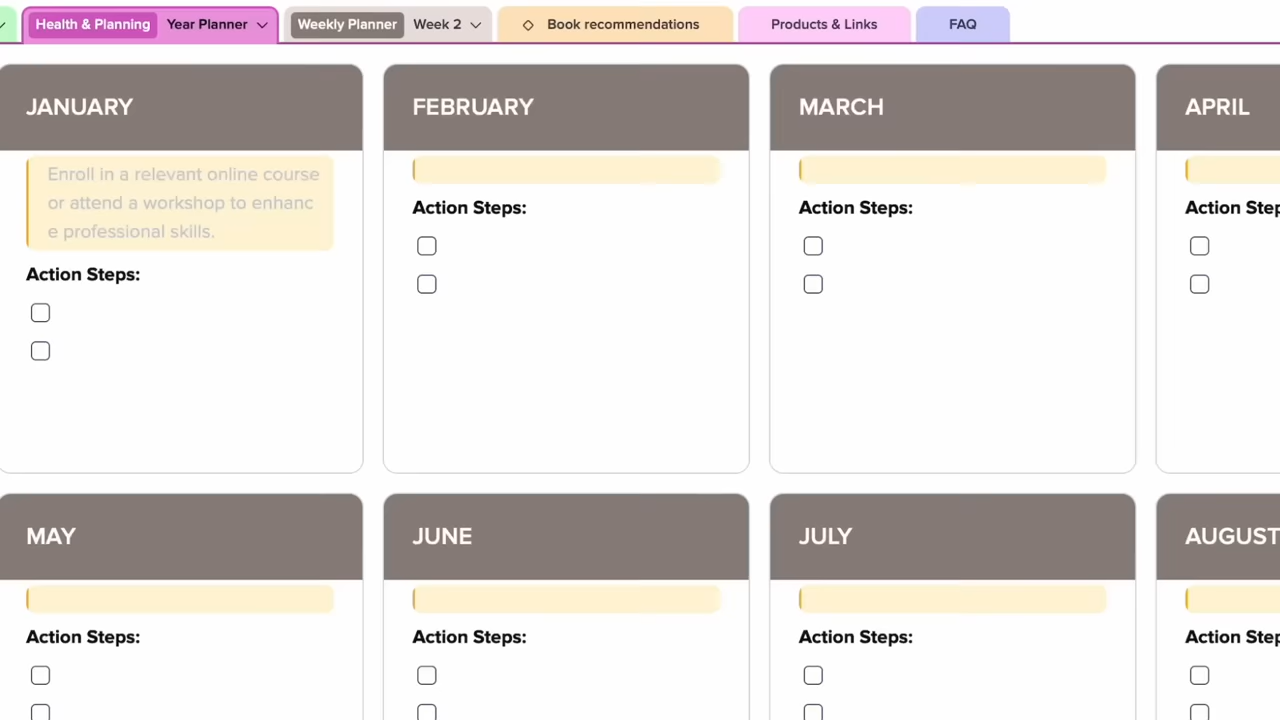 Health & Planning Year Planner Weekly Planner Week 2 Book recommendations Products & Links FAQ
JANUARY
Enroll in a relevant online course
or attend a workshop to enhanc
e professional skills.
Action Steps:
FEBRUARY
Action Steps:
MARCH
Action Steps:
APRIL
Action Step
MAY
Action Steps:
JUNE
Action Steps:
JULY
Action Steps:
AUGUST
Action Step